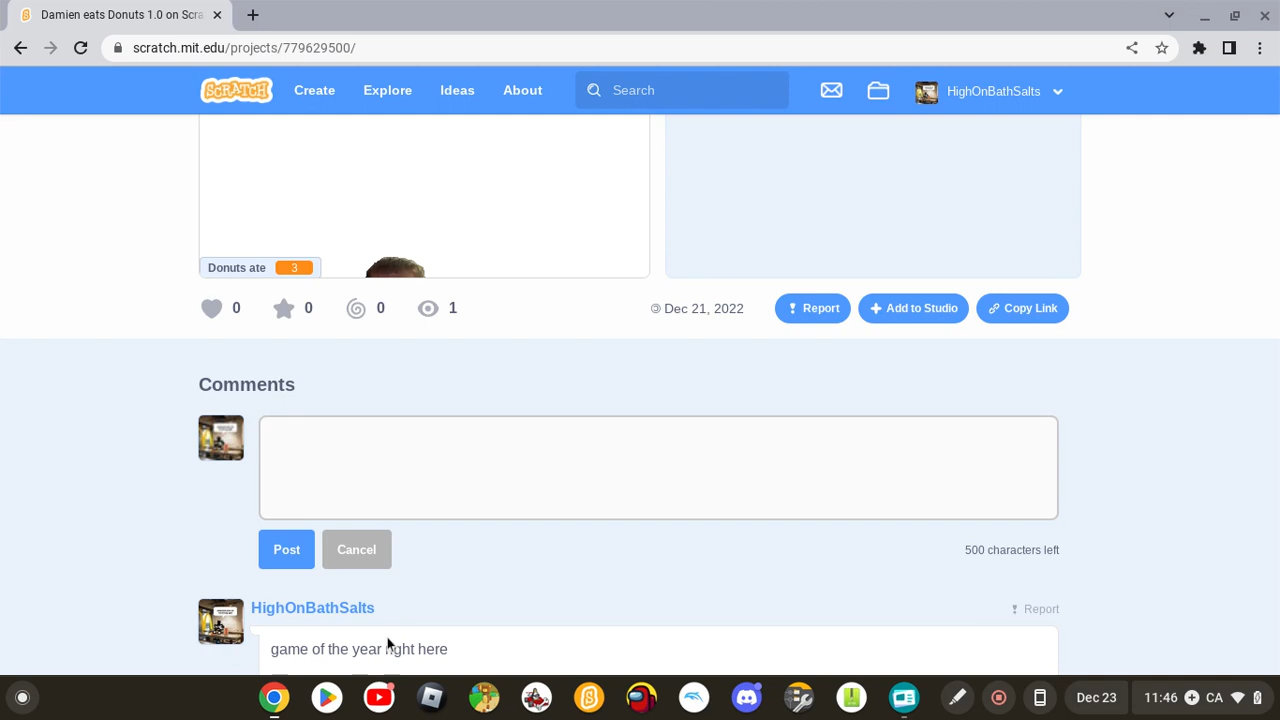 Damien eats Donuts 1.0 on Scra
scratch.mit.edu/projects/779629500/
SCRATCH Create Explore Ideas About Search HighOnBathSalts
Donuts ate 3
0 0 0 1 Dec 21, 2022 Report Add to Studio Copy Link
Comments
Post Cancel 500 characters left
HighOnBathSalts Report
game of the year right here
Dec 23 11:46 CA